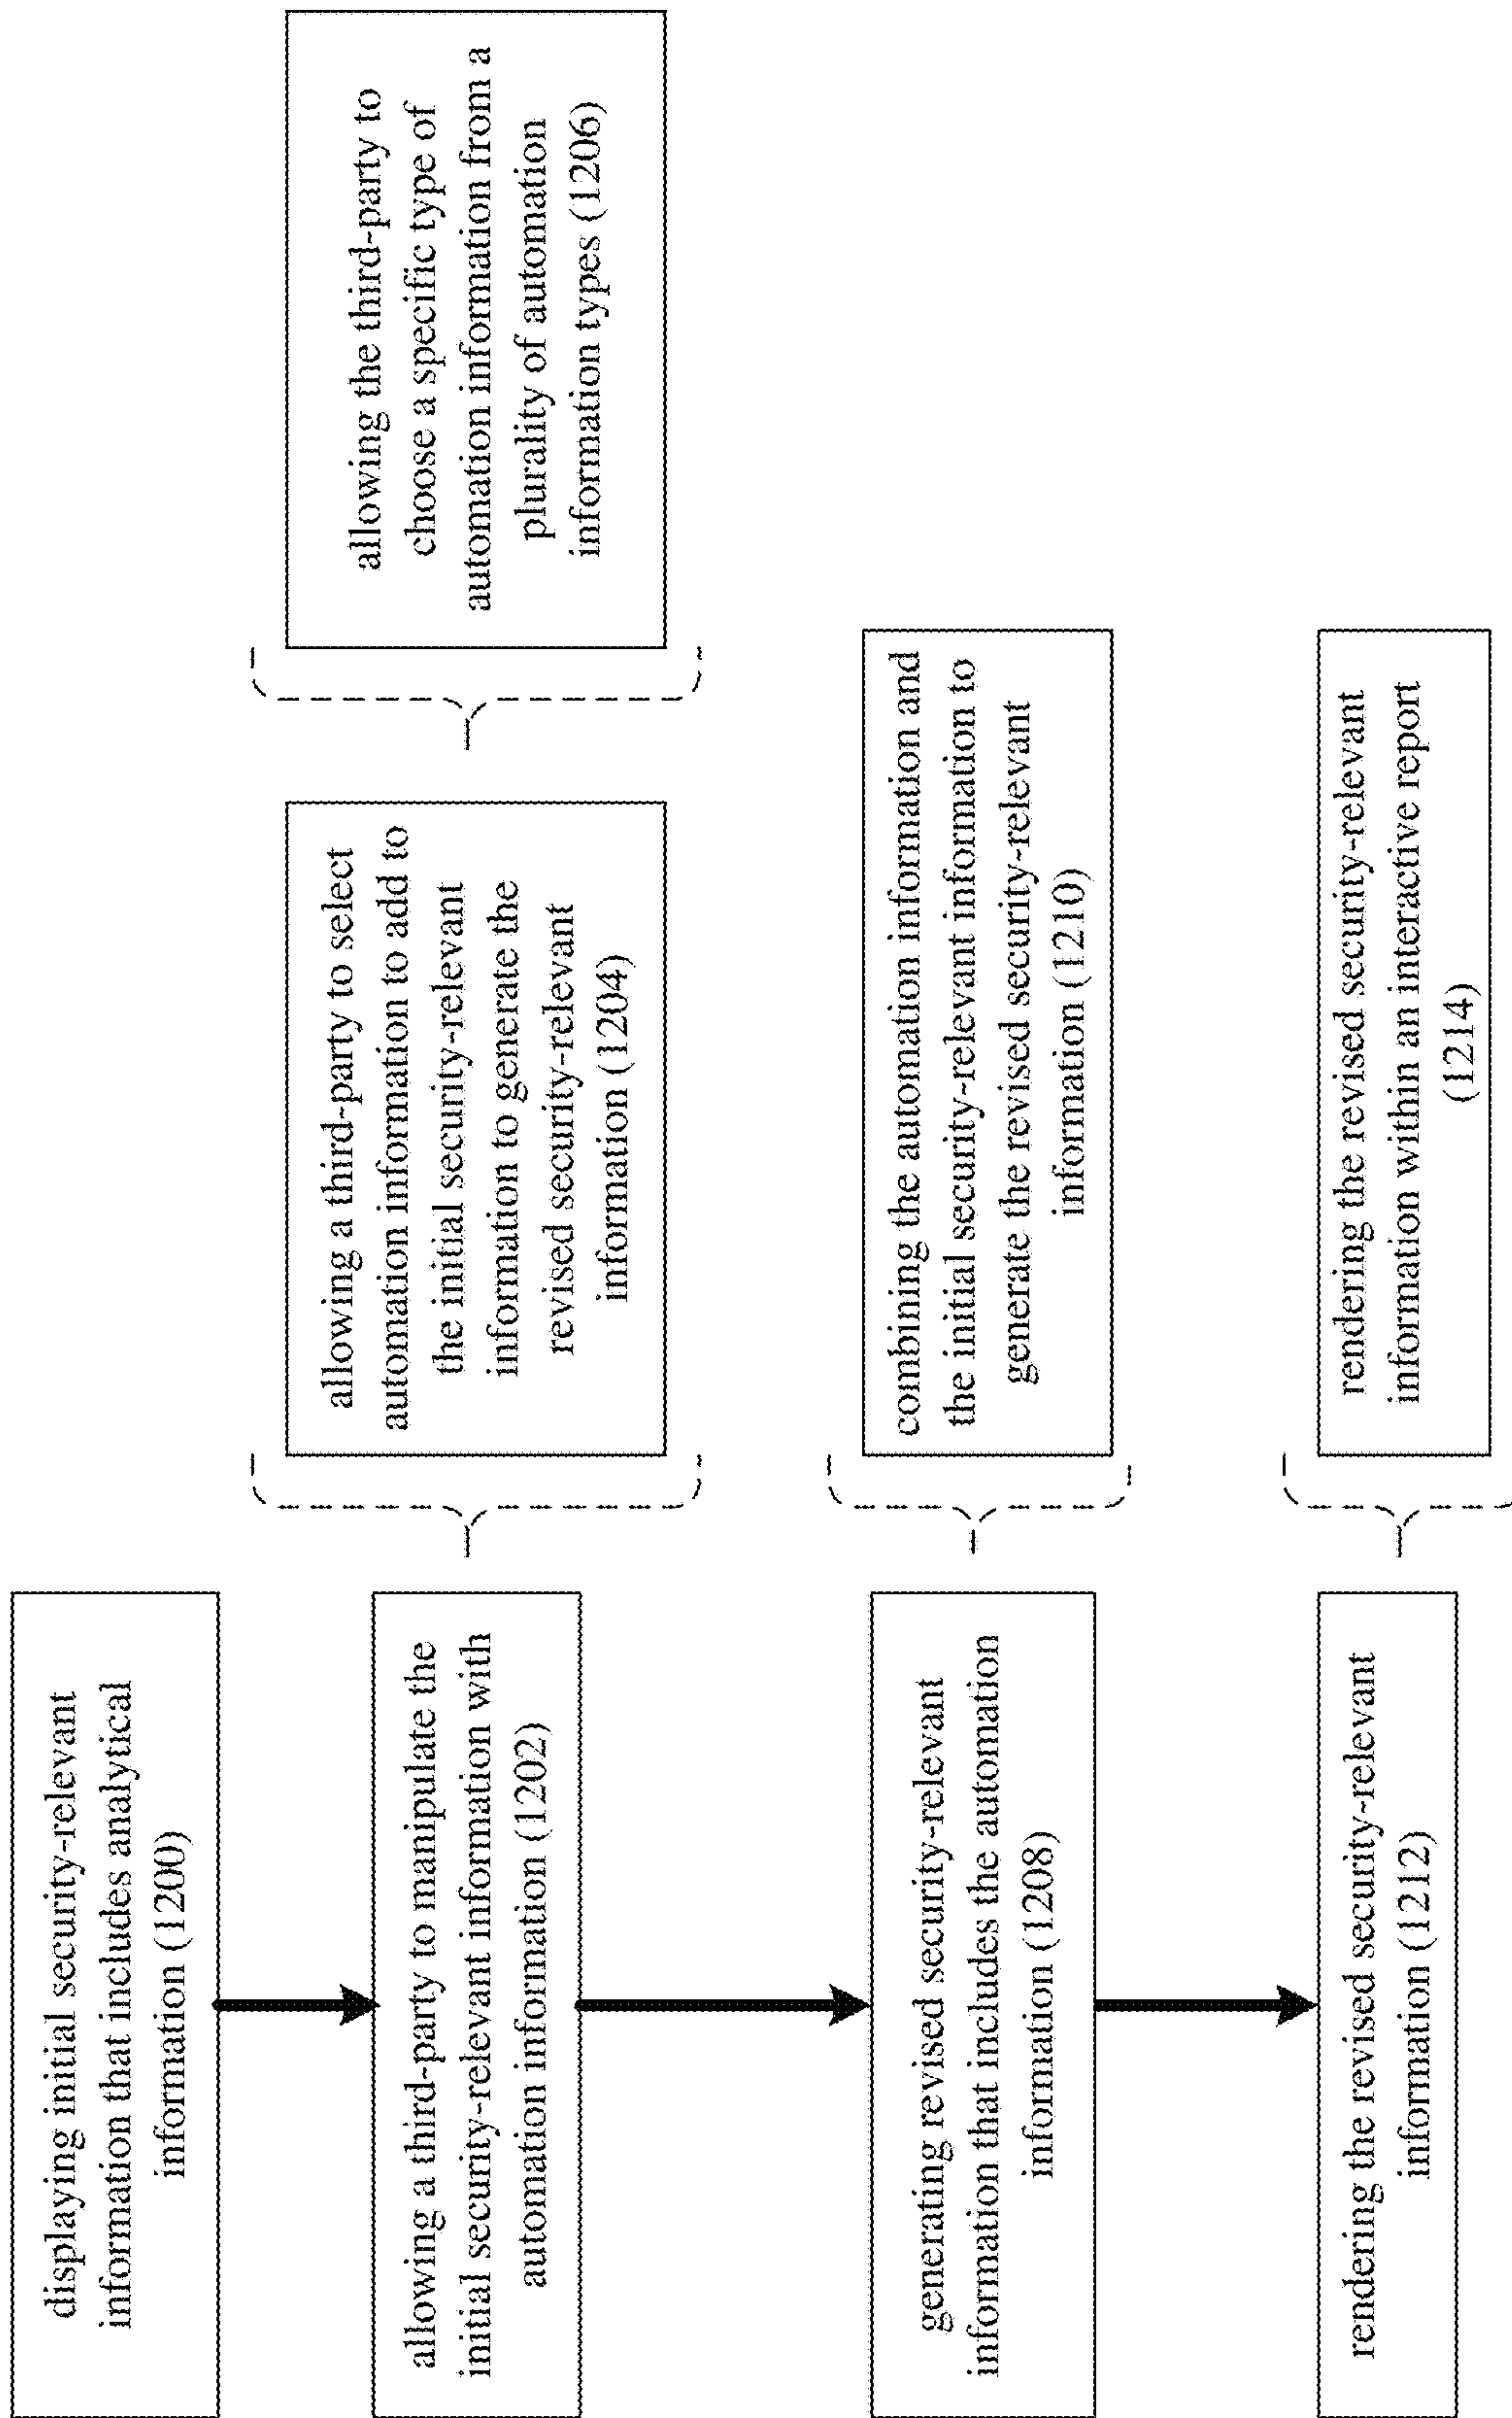 displaying initial security-relevant
information that includes analytical
information (1200)
allowing a third-party to manipulate the
initial security-relevant information with
automation information (1202)
allowing a third-party to select
automation information to add to
the initial security-relevant
information to generate the
revised security-relevant
information (1204)
allowing the third-party to
choose a specific type of
automation information from a
plurality of automation
information types (1206)
generating revised security-relevant
information that includes the automation
information (1208)
combining the automation information and
the initial security-relevant information to
generate the revised security-relevant
information (1210)
rendering the revised security-relevant
information (1212)
rendering the revised security-relevant
information within an interactive report
(1214)